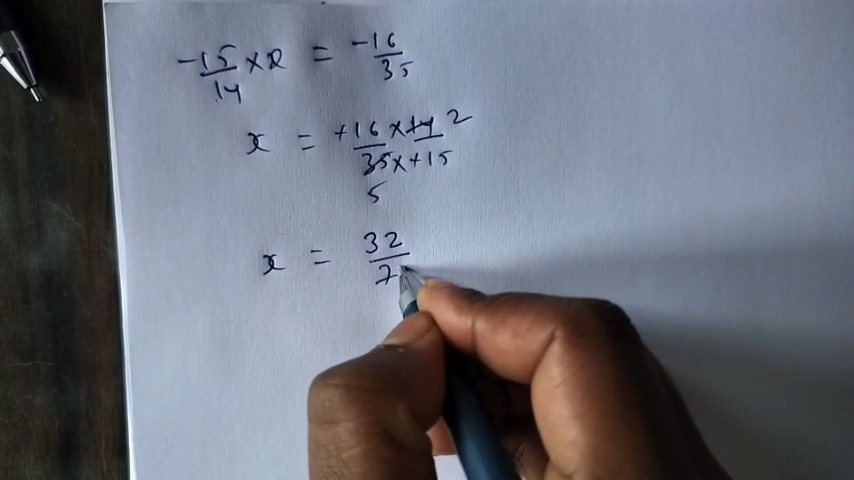 -15/14 × x = -16/35
x = +16 × 14 2 / 35 × +15 5
x = 32/7